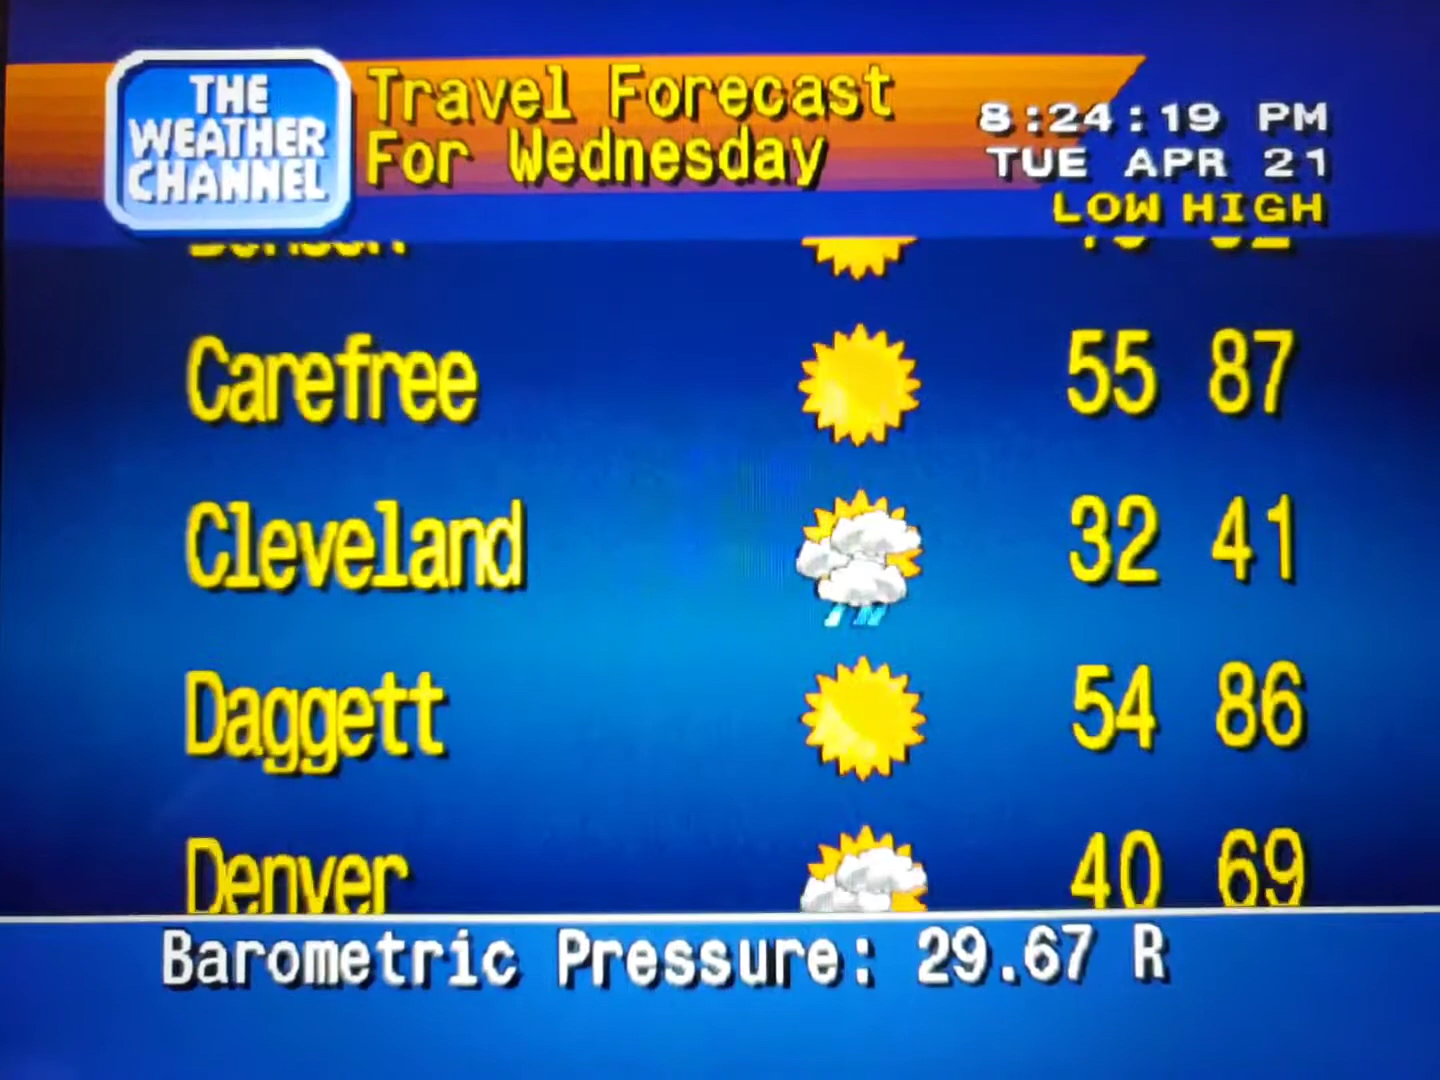 THE
WEATHER
CHANNEL
Travel Forecast
For Wednesday
8:24:19 PM
TUE APR 21
LOW HIGH
Carefree 55 87
Cleveland 32 41
Daggett 54 86
Denver 40 69
Barometric Pressure: 29.67 R